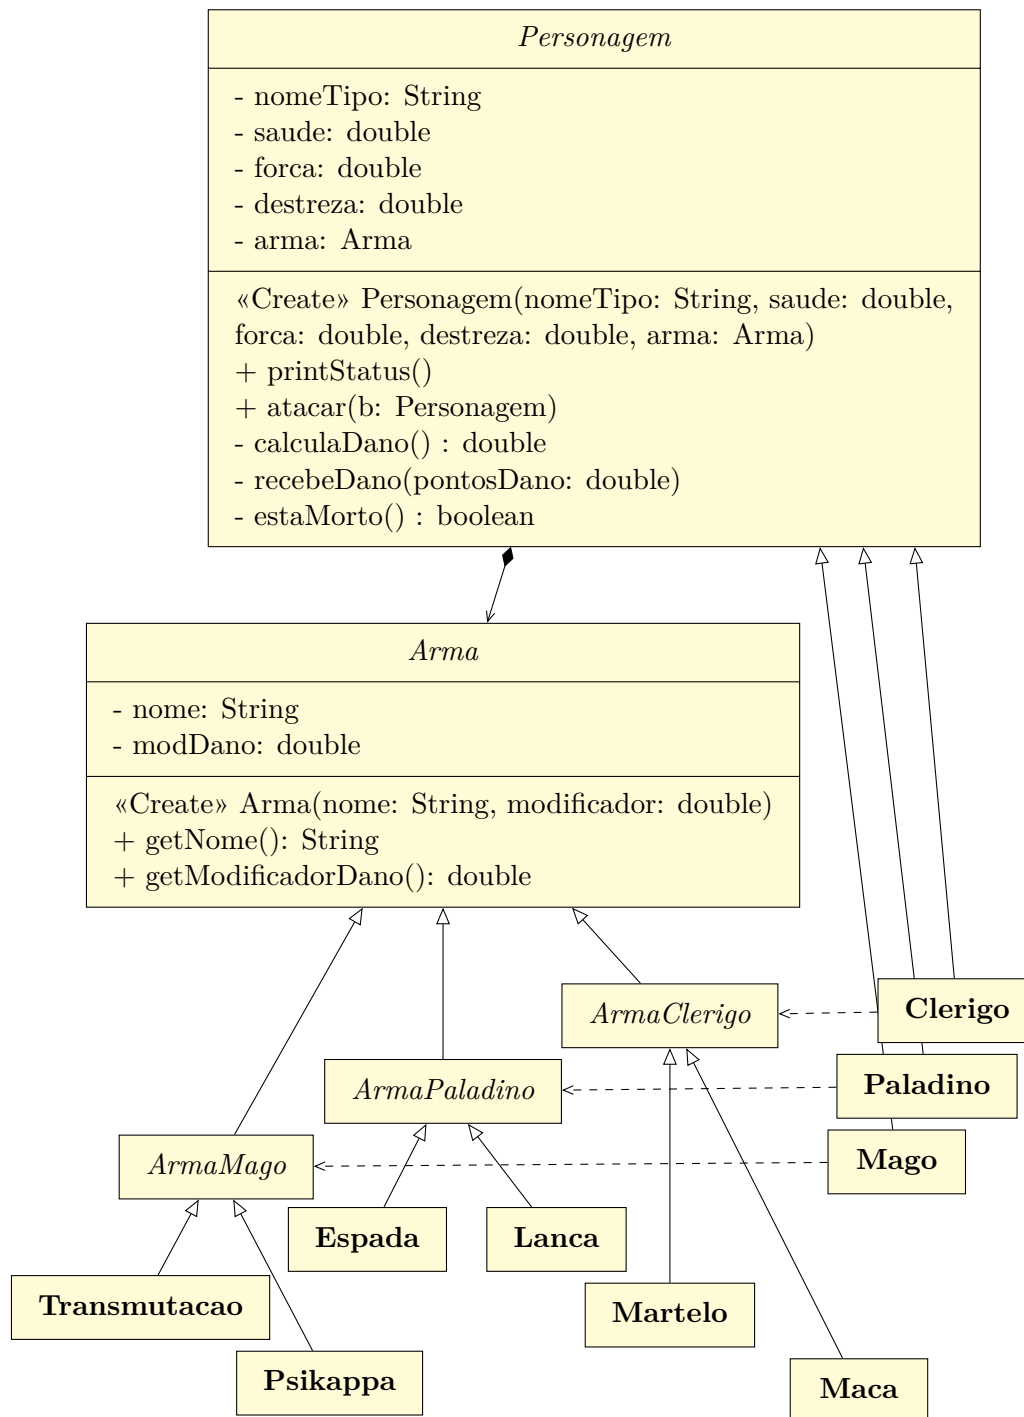 Personagem
- nomeTipo: String
- saude: double
- forca: double
- destreza: double
- arma: Arma
«Create» Personagem(nomeTipo: String, saude: double,
forca: double, destreza: double, arma: Arma)
+ printStatus()
+ atacar(b: Personagem)
- calculaDano() : double
- recebeDano(pontosDano: double)
- estaMorto() : boolean
Arma
- nome: String
- modDano: double
«Create» Arma(nome: String, modificador: double)
+ getNome(): String
+ getModificadorDano(): double
ArmaClerigo
Clerigo
ArmaPaladino
Paladino
ArmaMago
Mago
Espada
Lanca
Transmutacao
Martelo
Psikappa
Maca